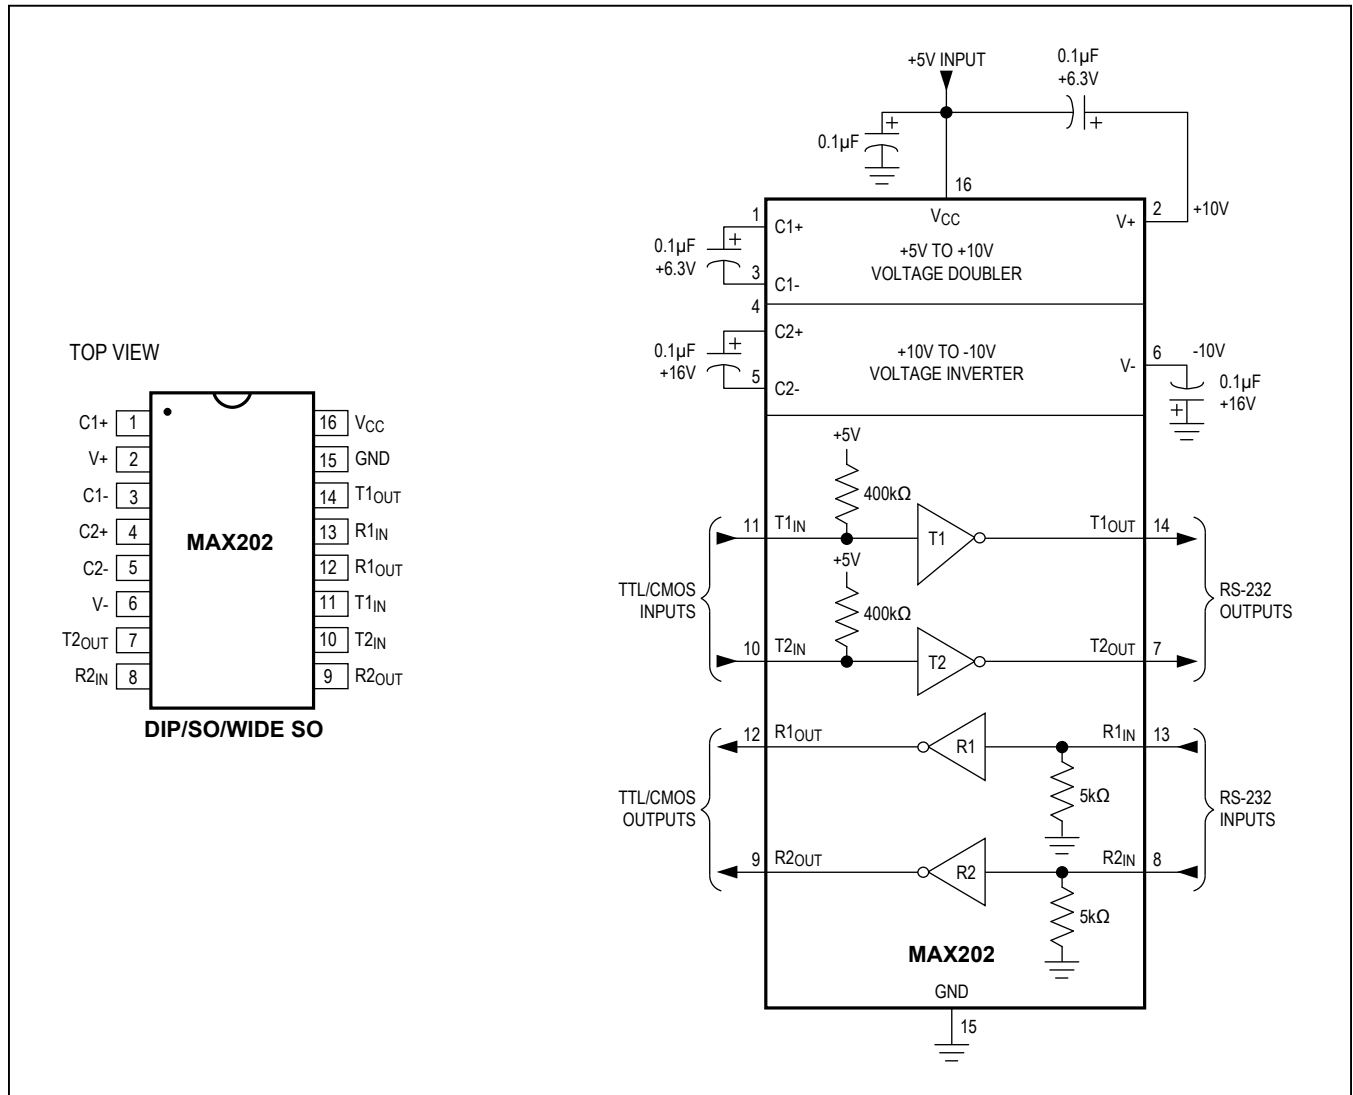 TOP VIEW
C1+ 1
V+ 2
C1- 3
C2+ 4
C2- 5
V- 6
T2OUT 7
R2IN 8
16 VCC
15 GND
14 T1OUT
13 R1IN
12 R1OUT
11 T1IN
10 T2IN
9 R2OUT
MAX202
DIP/SO/WIDE SO
+5V INPUT
0.1µF
+6.3V
+
0.1µF
+
16
VCC
1
C1+
0.1µF
+6.3V
+
3
C1-
+5V TO +10V
VOLTAGE DOUBLER
V+
2
+10V
4
C2+
0.1µF
+16V
+
5
C2-
+10V TO -10V
VOLTAGE INVERTER
V-
6
-10V
0.1µF
+16V
+
+5V
400kΩ
TTL/CMOS
INPUTS
11
T1IN
T1
T1OUT
14
+5V
400kΩ
10
T2IN
T2
T2OUT
7
RS-232
OUTPUTS
TTL/CMOS
OUTPUTS
12
R1OUT
R1
R1IN
13
5kΩ
9
R2OUT
R2
R2IN
8
5kΩ
RS-232
INPUTS
MAX202
GND
15